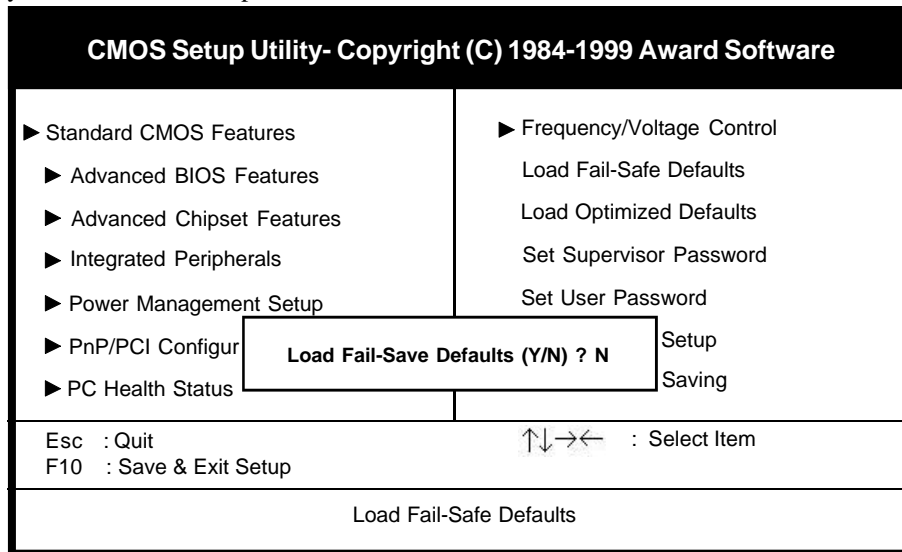 CMOS Setup Utility- Copyright (C) 1984-1999 Award Software
Standard CMOS Features
Advanced BIOS Features
Advanced Chipset Features
Integrated Peripherals
Power Management Setup
PnP/PCI Configur
PC Health Status
Frequency/Voltage Control
Load Fail-Safe Defaults
Load Optimized Defaults
Set Supervisor Password
Set User Password
Setup
Saving
Load Fail-Save Defaults (Y/N) ? N
Esc : Quit
F10 : Save & Exit Setup
↑↓→← : Select Item
Load Fail-Safe Defaults